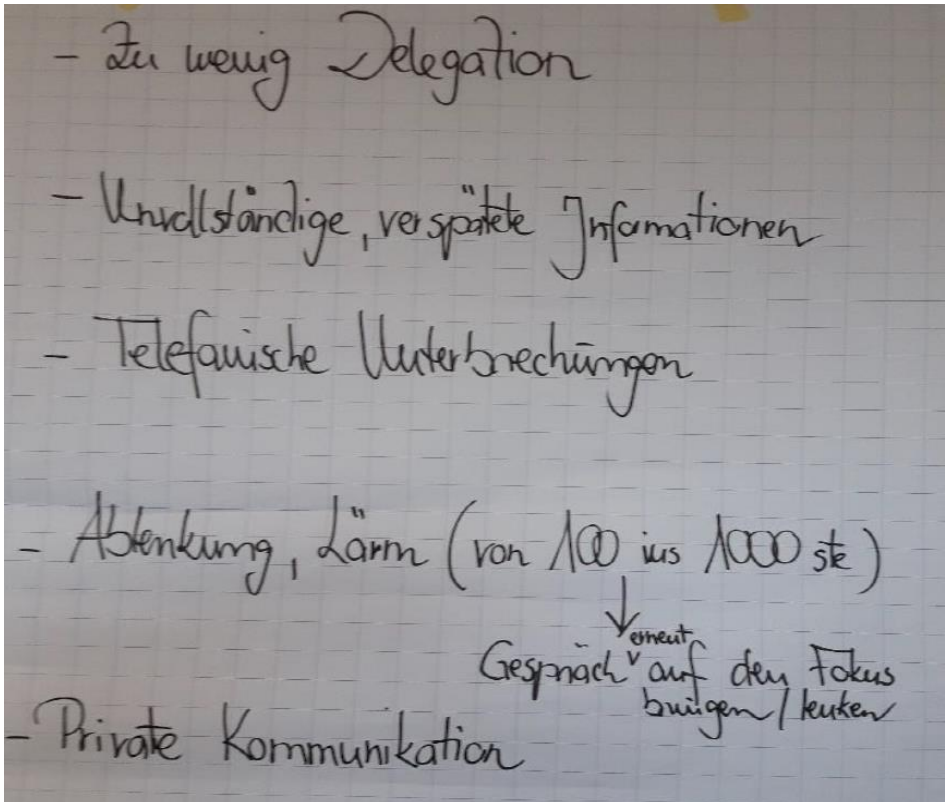 - Zu wenig Delegation
- Unvollständige, verspätete Informationen
- Telefonische Unterbrechungen
- Ablenkung, Lärm (von 100 ins 1000 ste)
↓
erneut
Gespräch ˅ auf den Fokus
bringen / lenken
- Private Kommunikation